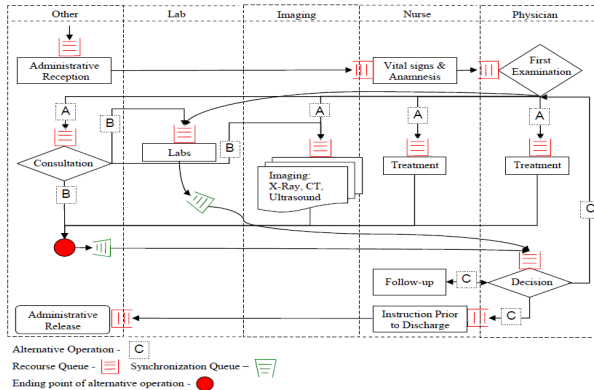 Other Lab Imaging Nurse Physician
Administrative
Reception
Vital signs &
Anamnesis
First
Examination
A
B
A
A
A
B
Consultation
Labs
Imaging:
X-Ray, CT,
Ultrasound
Treatment
Treatment
B
C
Follow-up
C
Decision
Administrative
Release
Instruction Prior
to Discharge
C
Alternative Operation - C
Recourse Queue - Synchronization Queue –
Ending point of alternative operation -